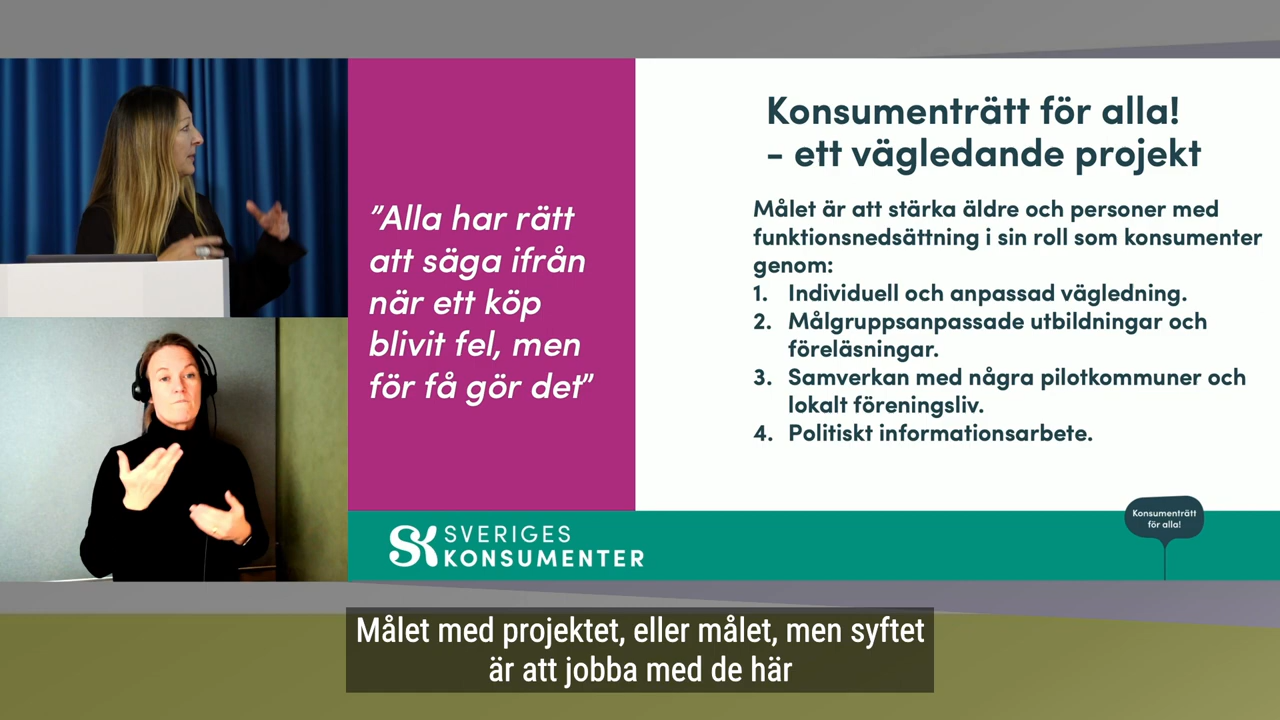 ”Alla har rätt
att säga ifrån
när ett köp
blivit fel, men
för få gör det”
Konsumenträtt för alla!
- ett vägledande projekt
Målet är att stärka äldre och personer med
funktionsnedsättning i sin roll som konsumenter
genom:
1. Individuell och anpassad vägledning.
2. Målgruppsanpassade utbildningar och
föreläsningar.
3. Samverkan med några pilotkommuner och
lokalt föreningsliv.
4. Politiskt informationsarbete.
SK SVERIGES
KONSUMENTER
Konsumenträtt
för alla!
Målet med projektet, eller målet, men syftet
är att jobba med de här